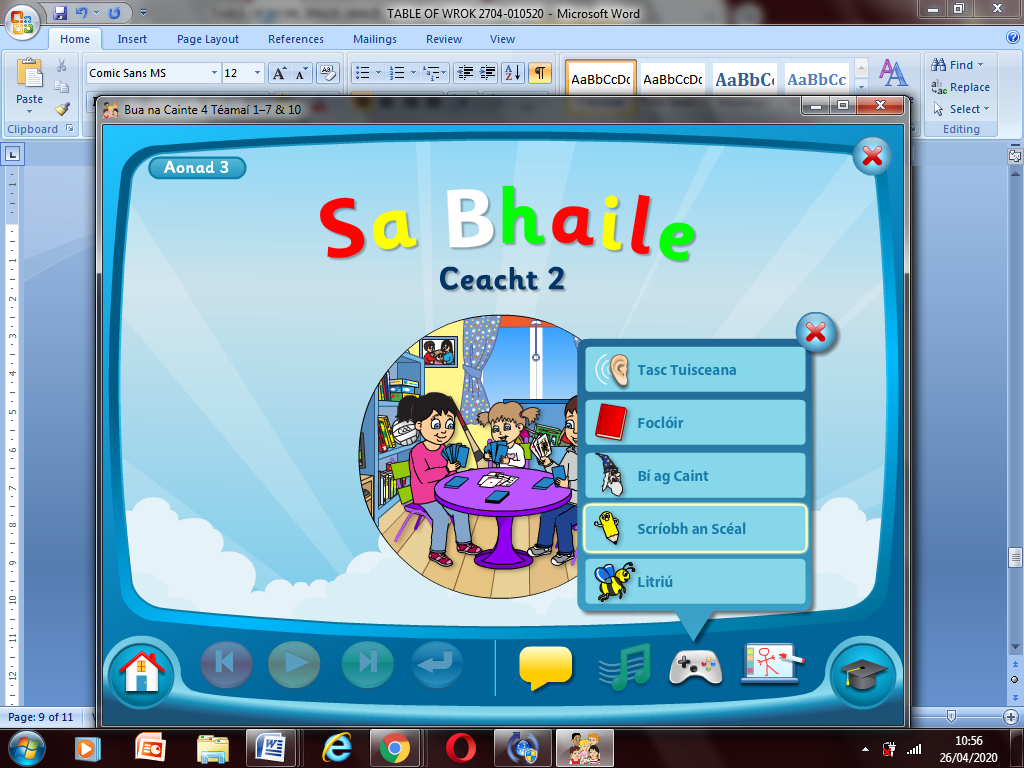 TABLE OF WROK 2704-010520 - Microsoft Word
Home Insert Page Layout References Mailings Review View
Paste
Clipboard
Comic Sans MS 12
AaBbCcDc AaBbCcDc AaBbC AaBbCc
Find
Replace
Select
Editing
Bua na Cainte 4 Téamaí 1–7 & 10
Aonad 3
Sa Bhaile
Ceacht 2
Tasc Tuisceana
Foclóir
Bí ag Caint
Scríobh an Scéal
Litriú
Page: 9 of 11
10:56
26/04/2020